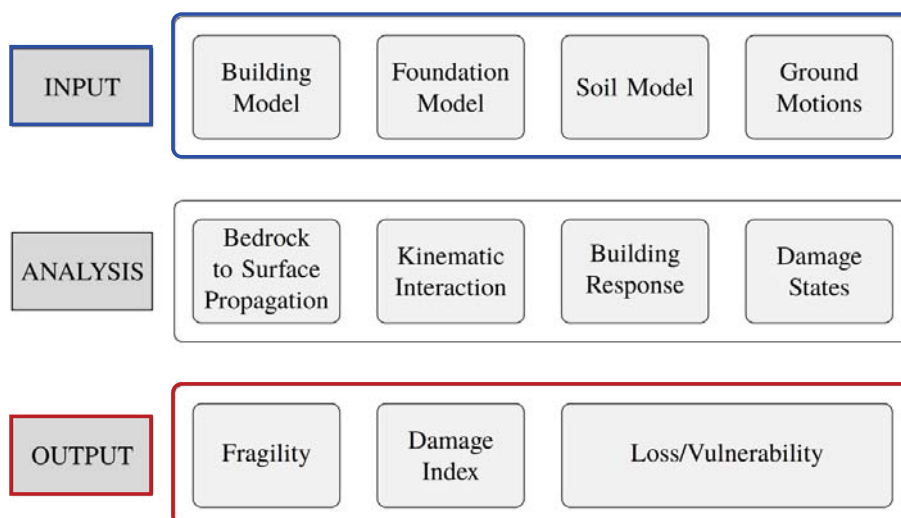 INPUT
Building
Model
Foundation
Model
Soil Model
Ground
Motions
ANALYSIS
Bedrock
to Surface
Propagation
Kinematic
Interaction
Building
Response
Damage
States
OUTPUT
Fragility
Damage
Index
Loss/Vulnerability